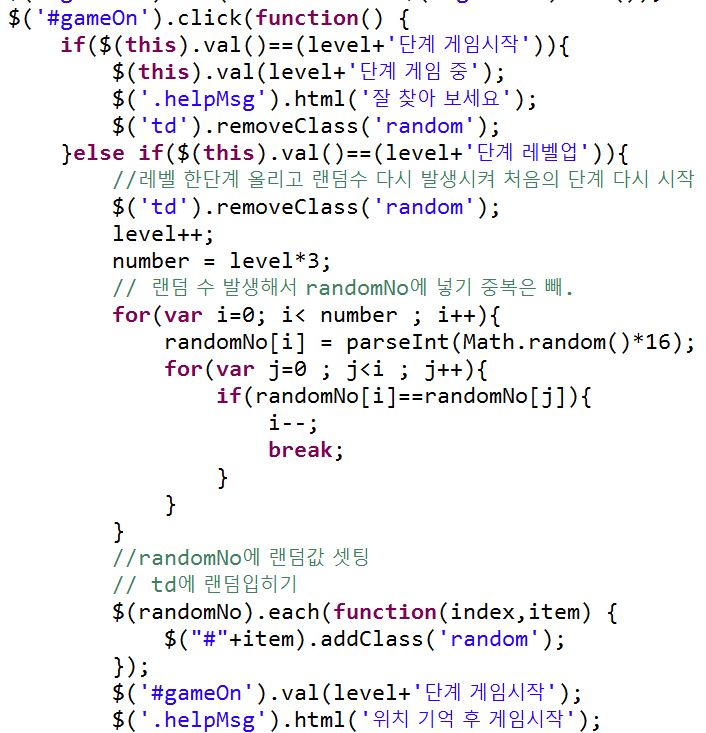 $('#gameOn').click(function() {
    if($(this).val()==(level+'단계 게임시작')){
        $(this).val(level+'단계 게임 중');
        $('.helpMsg').html('잘 찾아 보세요');
        $('td').removeClass('random');
    }else if($(this).val()==(level+'단계 레벨업')){
        //레벨 한단계 올리고 랜덤수 다시 발생시켜 처음의 단계 다시 시작
        $('td').removeClass('random');
        level++;
        number = level*3;
        // 랜덤 수 발생해서 randomNo에 넣기 중복은 빼.
        for(var i=0; i< number ; i++){
            randomNo[i] = parseInt(Math.random()*16);
            for(var j=0 ; j<i ; j++){
                if(randomNo[i]==randomNo[j]){
                    i--;
                    break;
                }
            }
        }
        //randomNo에 랜덤값 셋팅
        // td에 랜덤입히기
        $(randomNo).each(function(index,item) {
            $("#"+item).addClass('random');
        });
        $('#gameOn').val(level+'단계 게임시작');
        $('.helpMsg').html('위치 기억 후 게임시작');